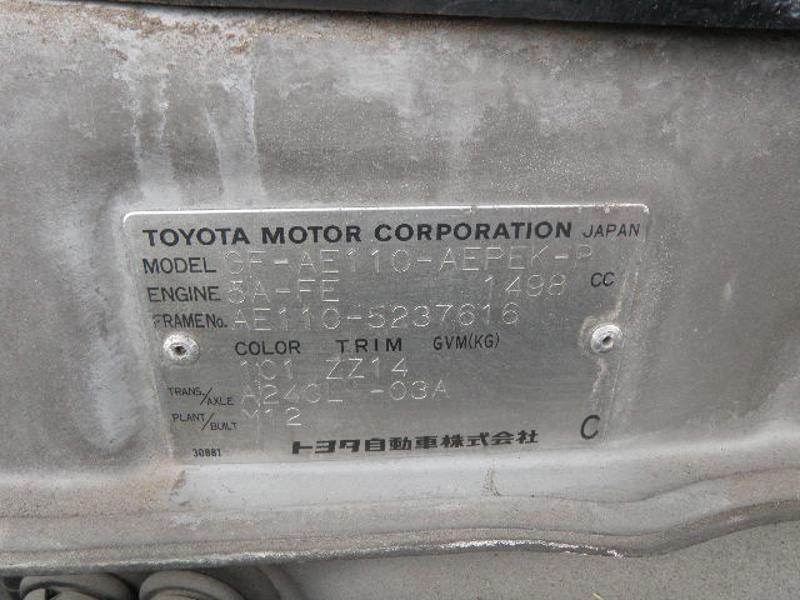 TOYOTA MOTOR CORPORATION JAPAN
MODEL GF-AE110-AEPEK-P
ENGINE 5A-FE 1498 CC
FRAME No. AE110-5237616
COLOR TRIM GVM(KG)
1C1 ZZ14
TRANS./AXLE A240L -03A
PLANT/BUILT M12
30881 トヨタ自動車株式会社 C